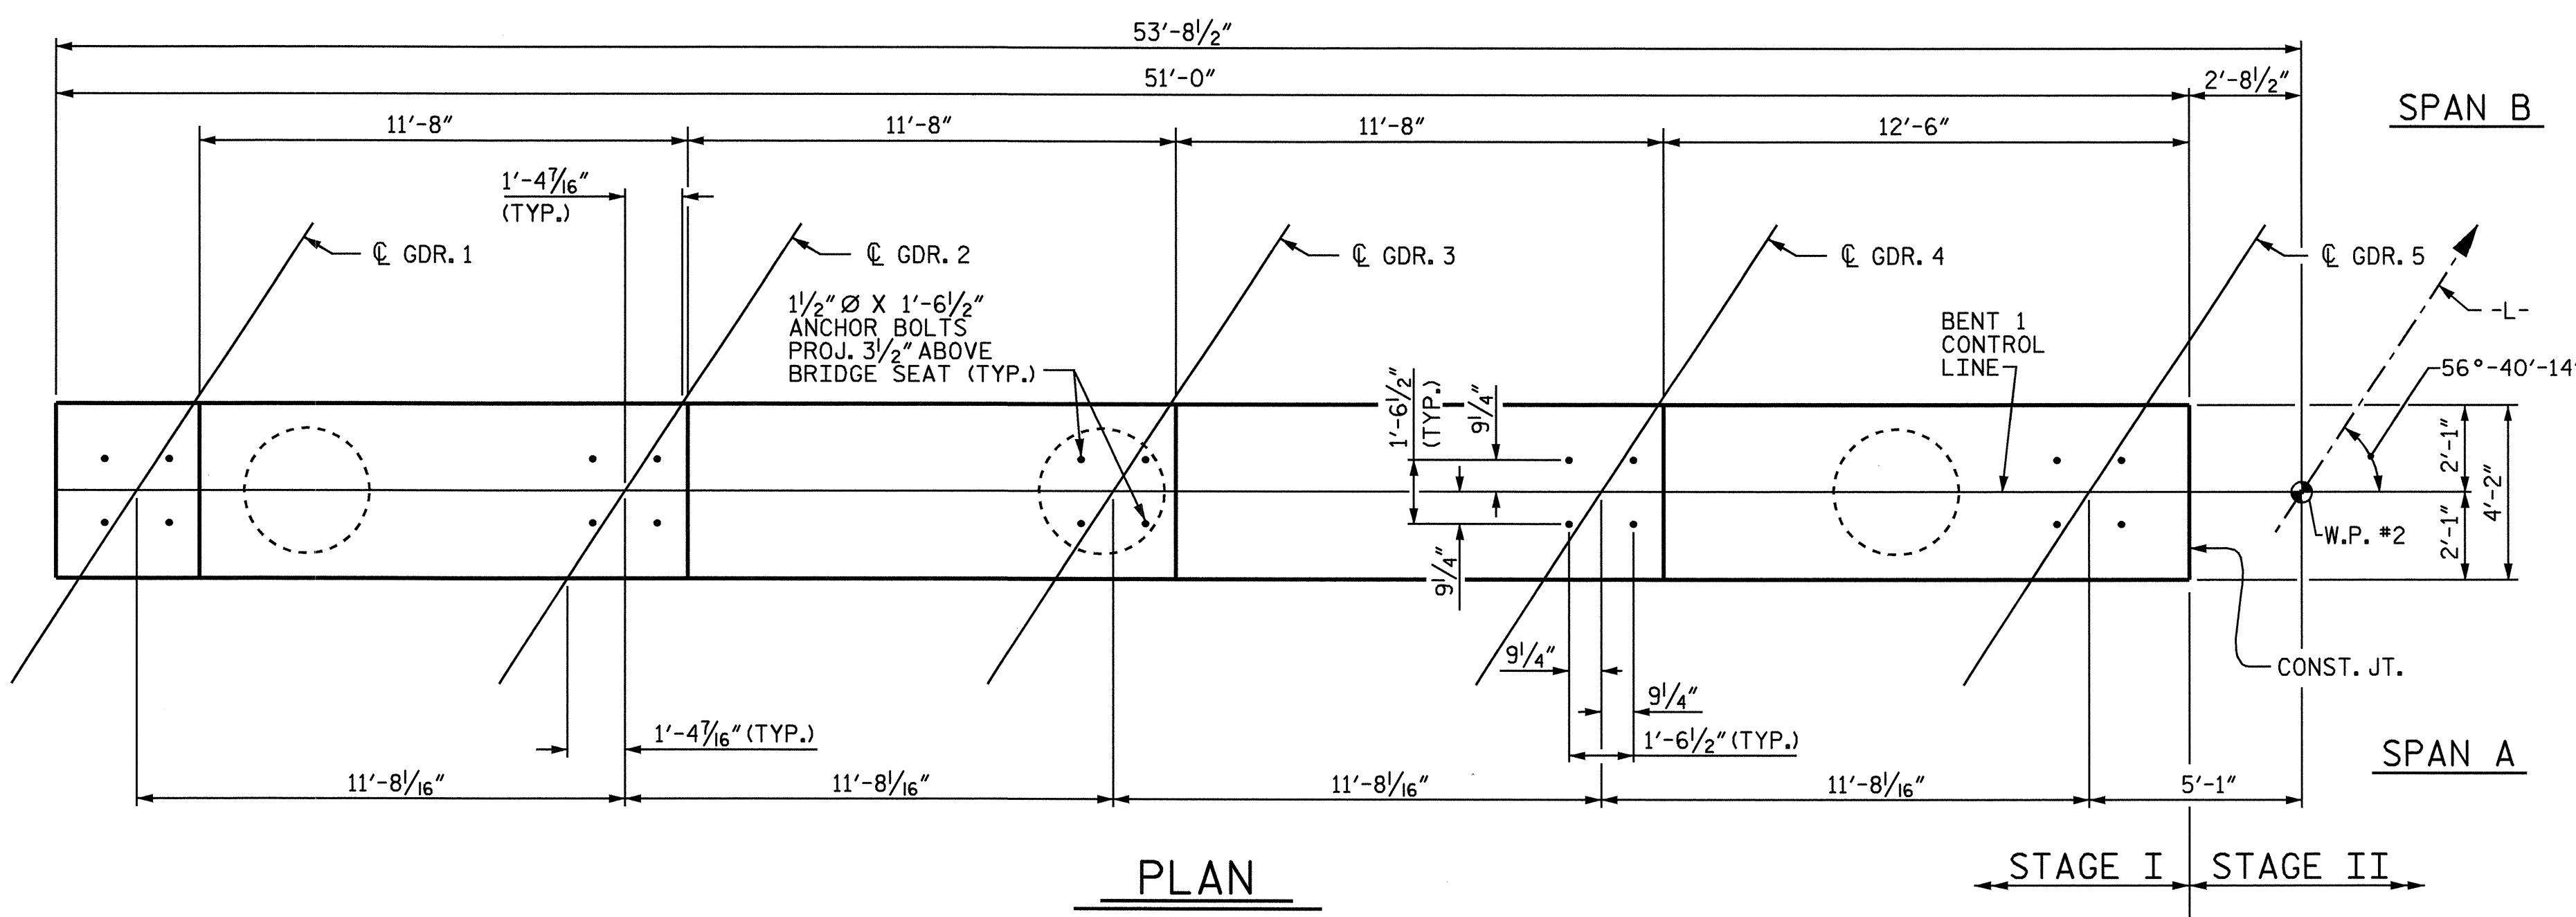 53'-8½"
51'-0"
2'-8½"
SPAN B
11'-8"
11'-8"
11'-8"
12'-6"
1'-4⁷⁄₁₆"
(TYP.)
℄ GDR. 1
℄ GDR. 2
℄ GDR. 3
℄ GDR. 4
℄ GDR. 5
1½" Ø X 1'-6½"
ANCHOR BOLTS
PROJ. 3½" ABOVE
BRIDGE SEAT (TYP.)
BENT 1
CONTROL
LINE
-L-
56°-40'-14"
1'-6½"
(TYP.)
9¼"
9¼"
2'-1"
2'-1"
4'-2"
W.P. #2
9¼"
9¼"
1'-6½" (TYP.)
CONST. JT.
1'-4⁷⁄₁₆" (TYP.)
SPAN A
11'-8¹⁄₁₆"
11'-8¹⁄₁₆"
11'-8¹⁄₁₆"
11'-8¹⁄₁₆"
5'-1"
PLAN
STAGE I
STAGE II